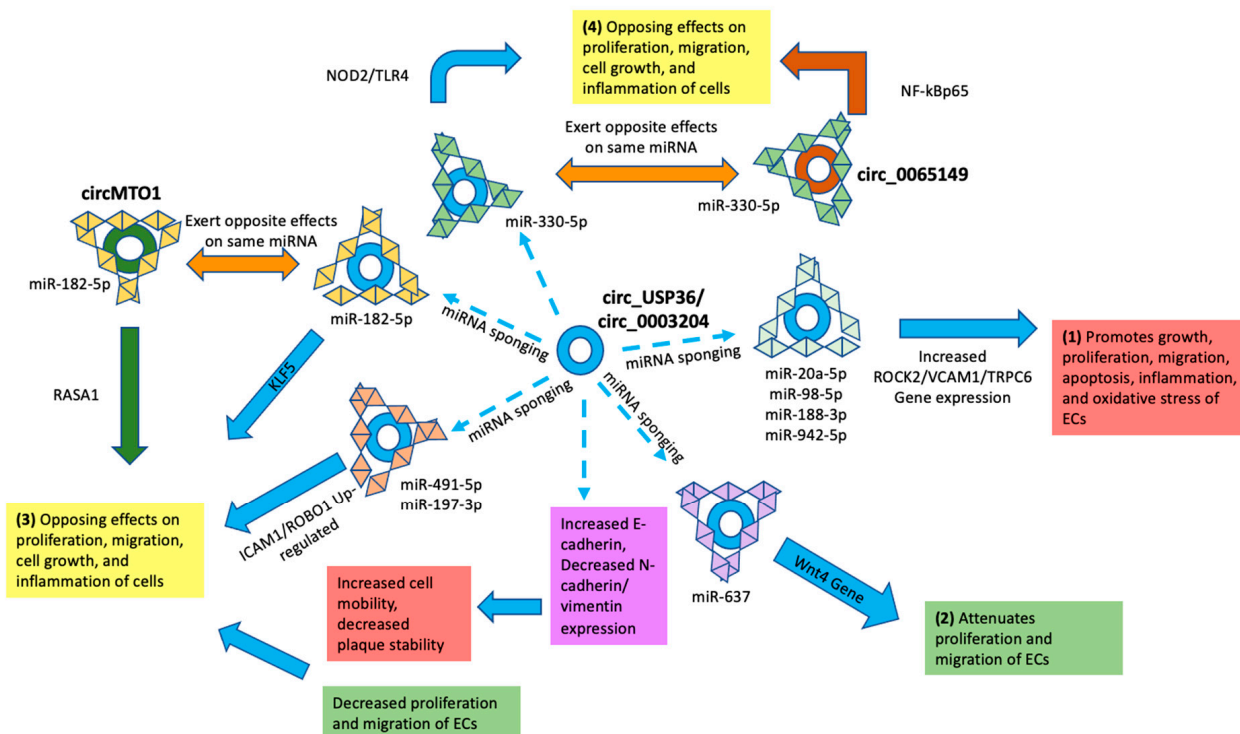 (4) Opposing effects on
proliferation, migration,
cell growth, and
inflammation of cells
NOD2/TLR4
NF-kBp65
Exert opposite effects
on same miRNA
circ_0065149
miR-330-5p
miR-330-5p
circMTO1
Exert opposite effects
on same miRNA
miR-182-5p
miR-182-5p
circ_USP36/
circ_0003204
miRNA sponging
miRNA sponging
miRNA sponging
miRNA sponging
miR-20a-5p
miR-98-5p
miR-188-3p
miR-942-5p
Increased
ROCK2/VCAM1/TRPC6
Gene expression
(1) Promotes growth,
proliferation, migration,
apoptosis, inflammation,
and oxidative stress of
ECs
RASA1
KLF5
miR-491-5p
miR-197-3p
ICAM1/ROBO1 Up-
regulated
(3) Opposing effects on
proliferation, migration,
cell growth, and
inflammation of cells
Increased E-
cadherin,
Decreased N-
cadherin/
vimentin
expression
miR-637
Wnt4 Gene
Increased cell
mobility,
decreased
plaque stability
(2) Attenuates
proliferation and
migration of ECs
Decreased proliferation
and migration of ECs